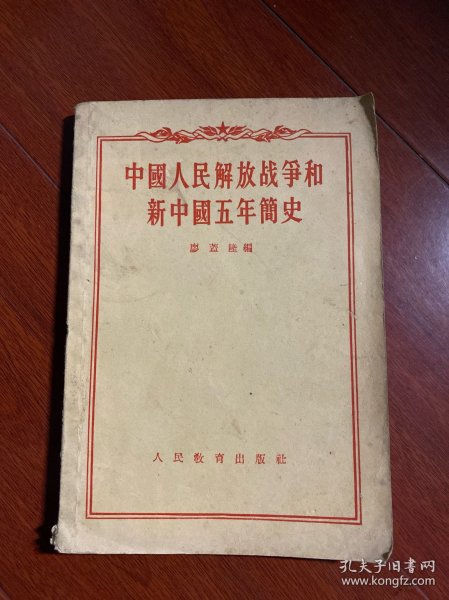 中國人民解放战爭和
新中國五年簡史
廖蓋隆編
人民敎育出版社
孔夫子旧书网
www.kongfz.com